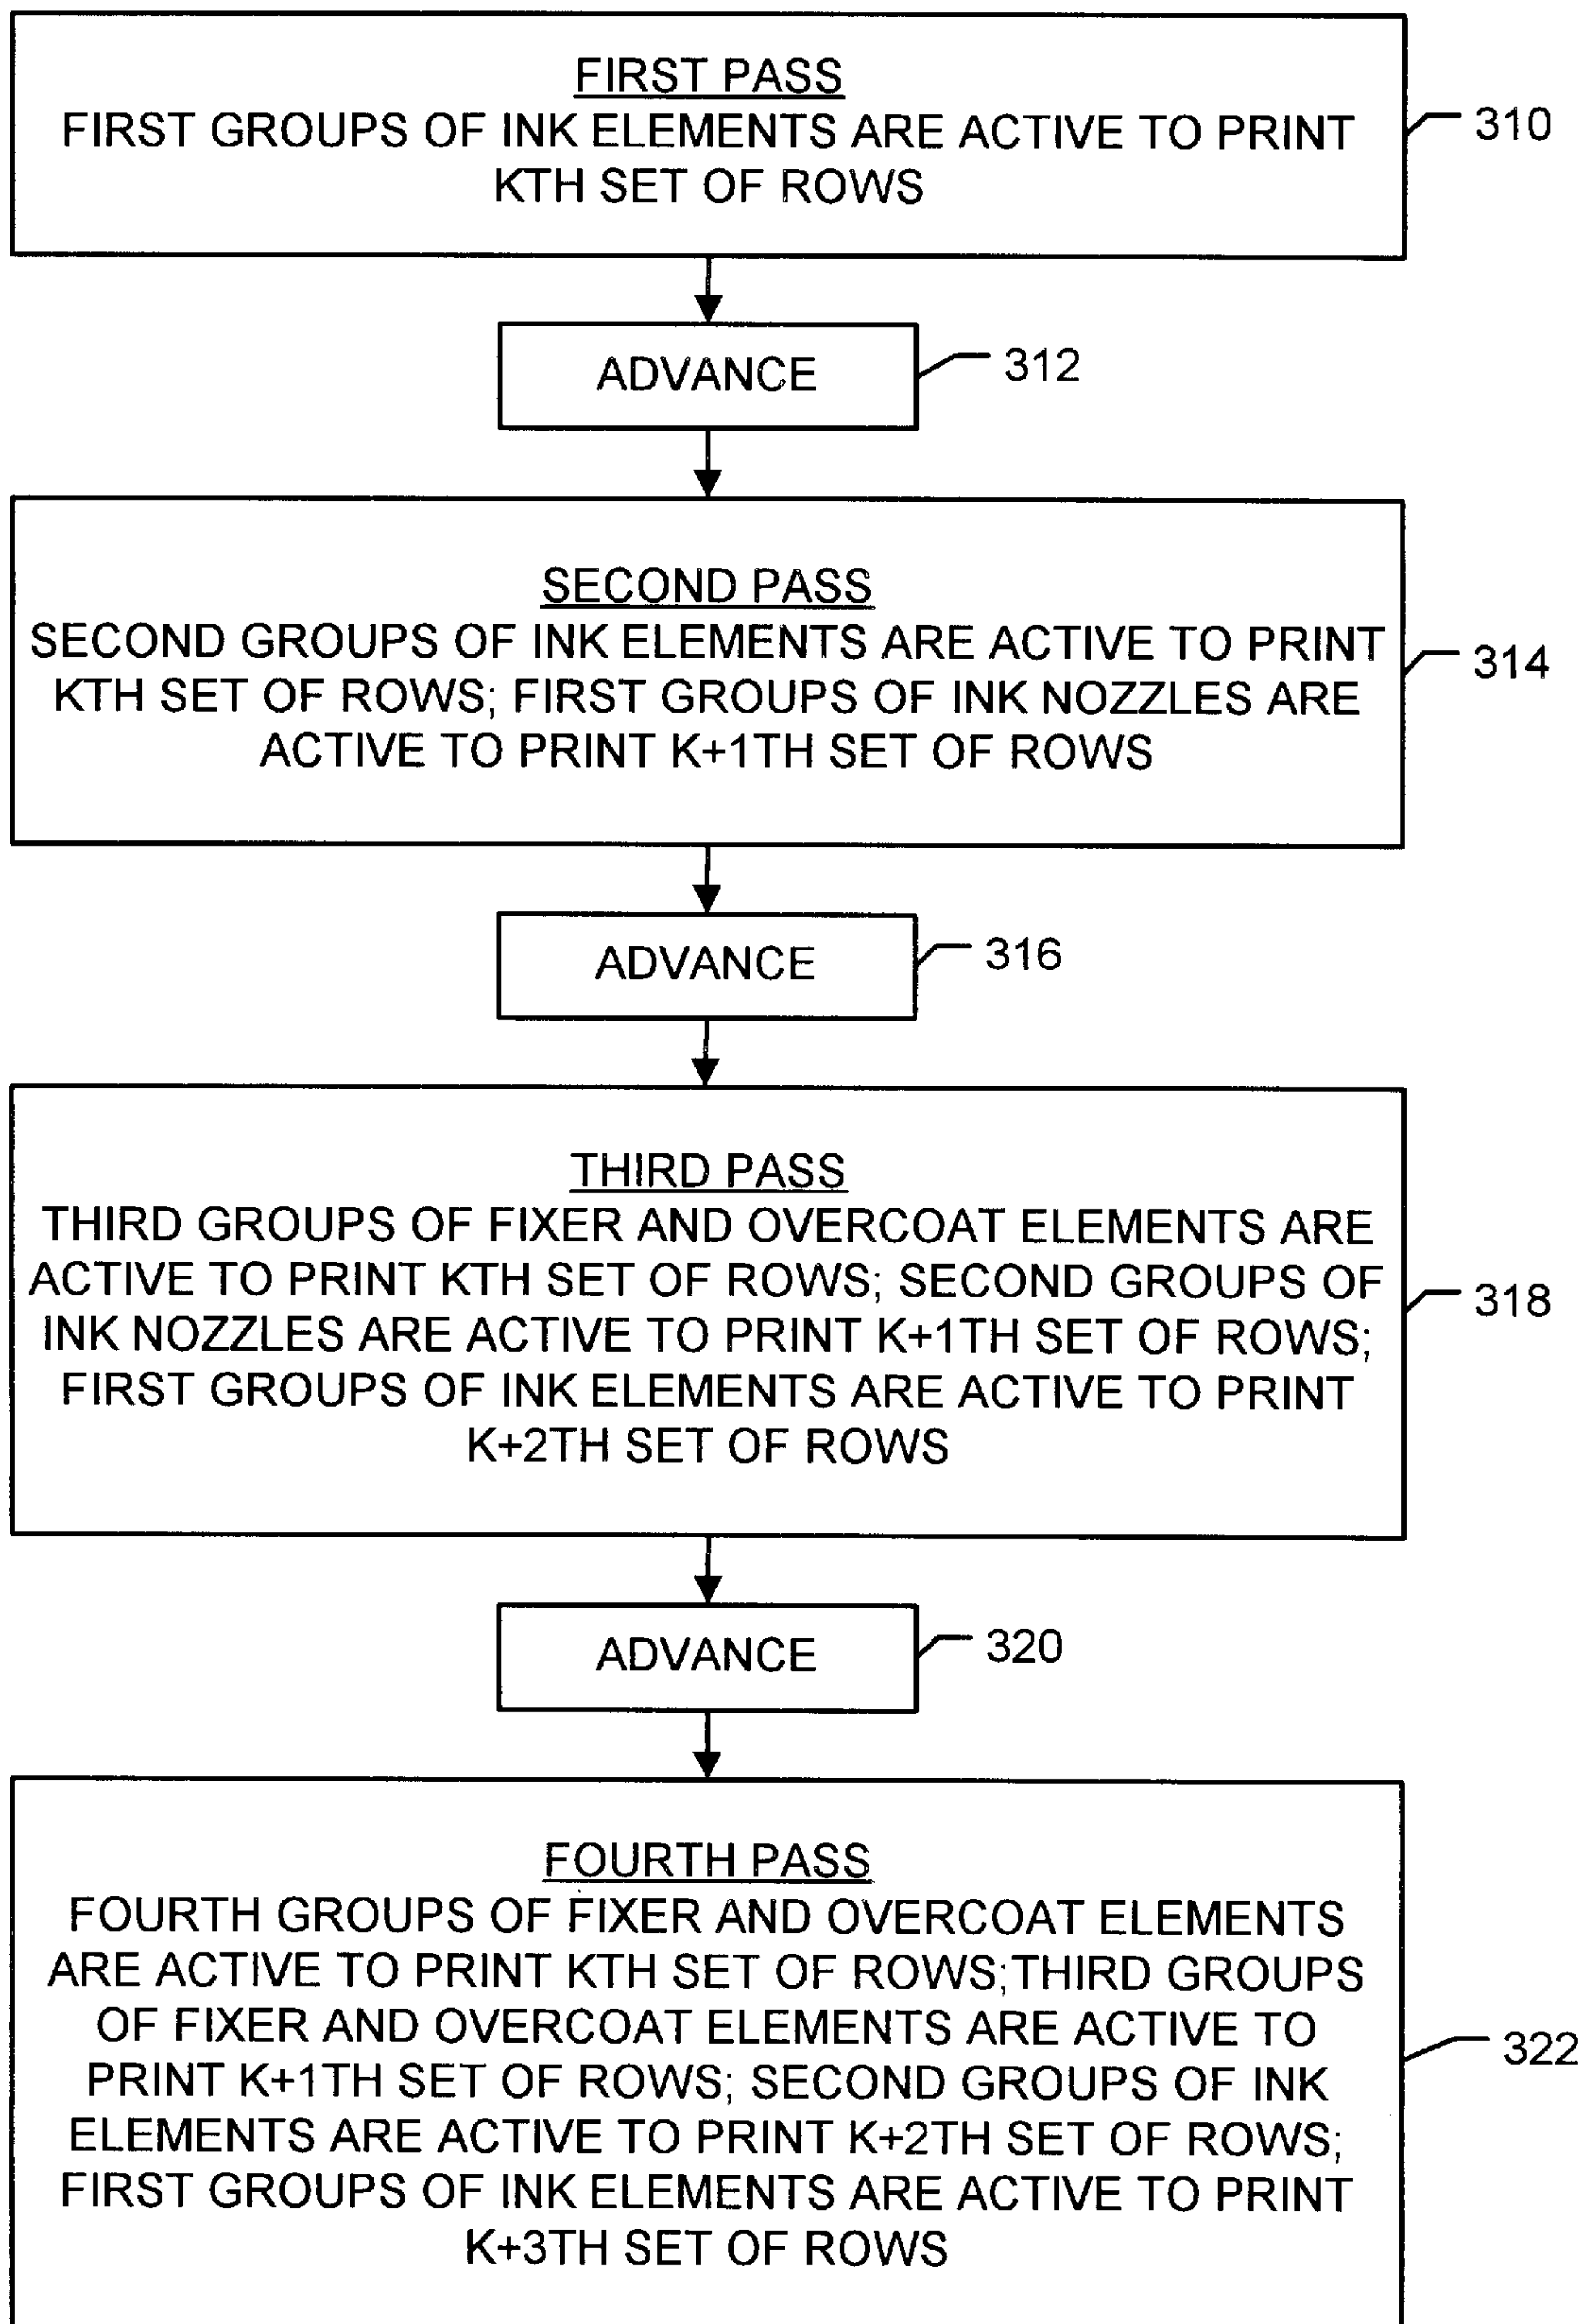 FIRST PASS
FIRST GROUPS OF INK ELEMENTS ARE ACTIVE TO PRINT
KTH SET OF ROWS
310
ADVANCE
312
SECOND PASS
SECOND GROUPS OF INK ELEMENTS ARE ACTIVE TO PRINT
KTH SET OF ROWS; FIRST GROUPS OF INK NOZZLES ARE
ACTIVE TO PRINT K+1TH SET OF ROWS
314
ADVANCE
316
THIRD PASS
THIRD GROUPS OF FIXER AND OVERCOAT ELEMENTS ARE
ACTIVE TO PRINT KTH SET OF ROWS; SECOND GROUPS OF
INK NOZZLES ARE ACTIVE TO PRINT K+1TH SET OF ROWS;
FIRST GROUPS OF INK ELEMENTS ARE ACTIVE TO PRINT
K+2TH SET OF ROWS
318
ADVANCE
320
FOURTH PASS
FOURTH GROUPS OF FIXER AND OVERCOAT ELEMENTS
ARE ACTIVE TO PRINT KTH SET OF ROWS;THIRD GROUPS
OF FIXER AND OVERCOAT ELEMENTS ARE ACTIVE TO
PRINT K+1TH SET OF ROWS; SECOND GROUPS OF INK
ELEMENTS ARE ACTIVE TO PRINT K+2TH SET OF ROWS;
FIRST GROUPS OF INK ELEMENTS ARE ACTIVE TO PRINT
K+3TH SET OF ROWS
322